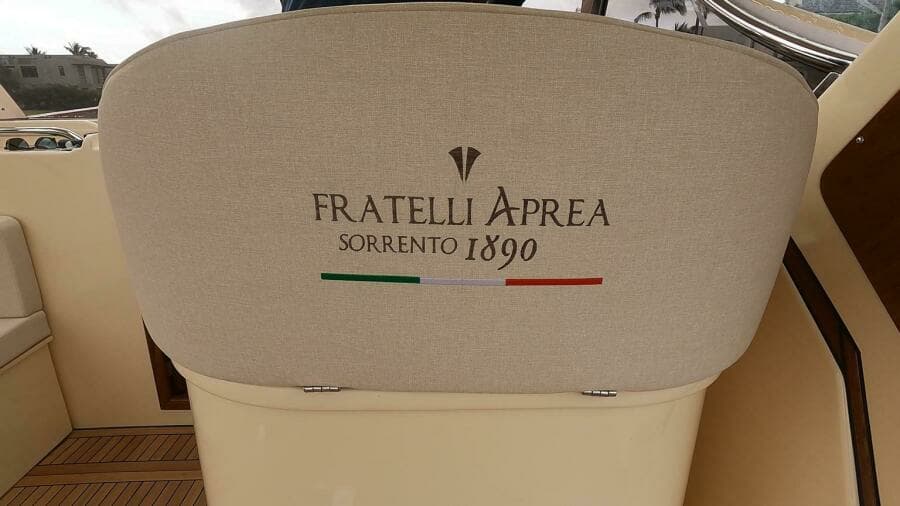 FRATELLI APREA
SORRENTO 1890